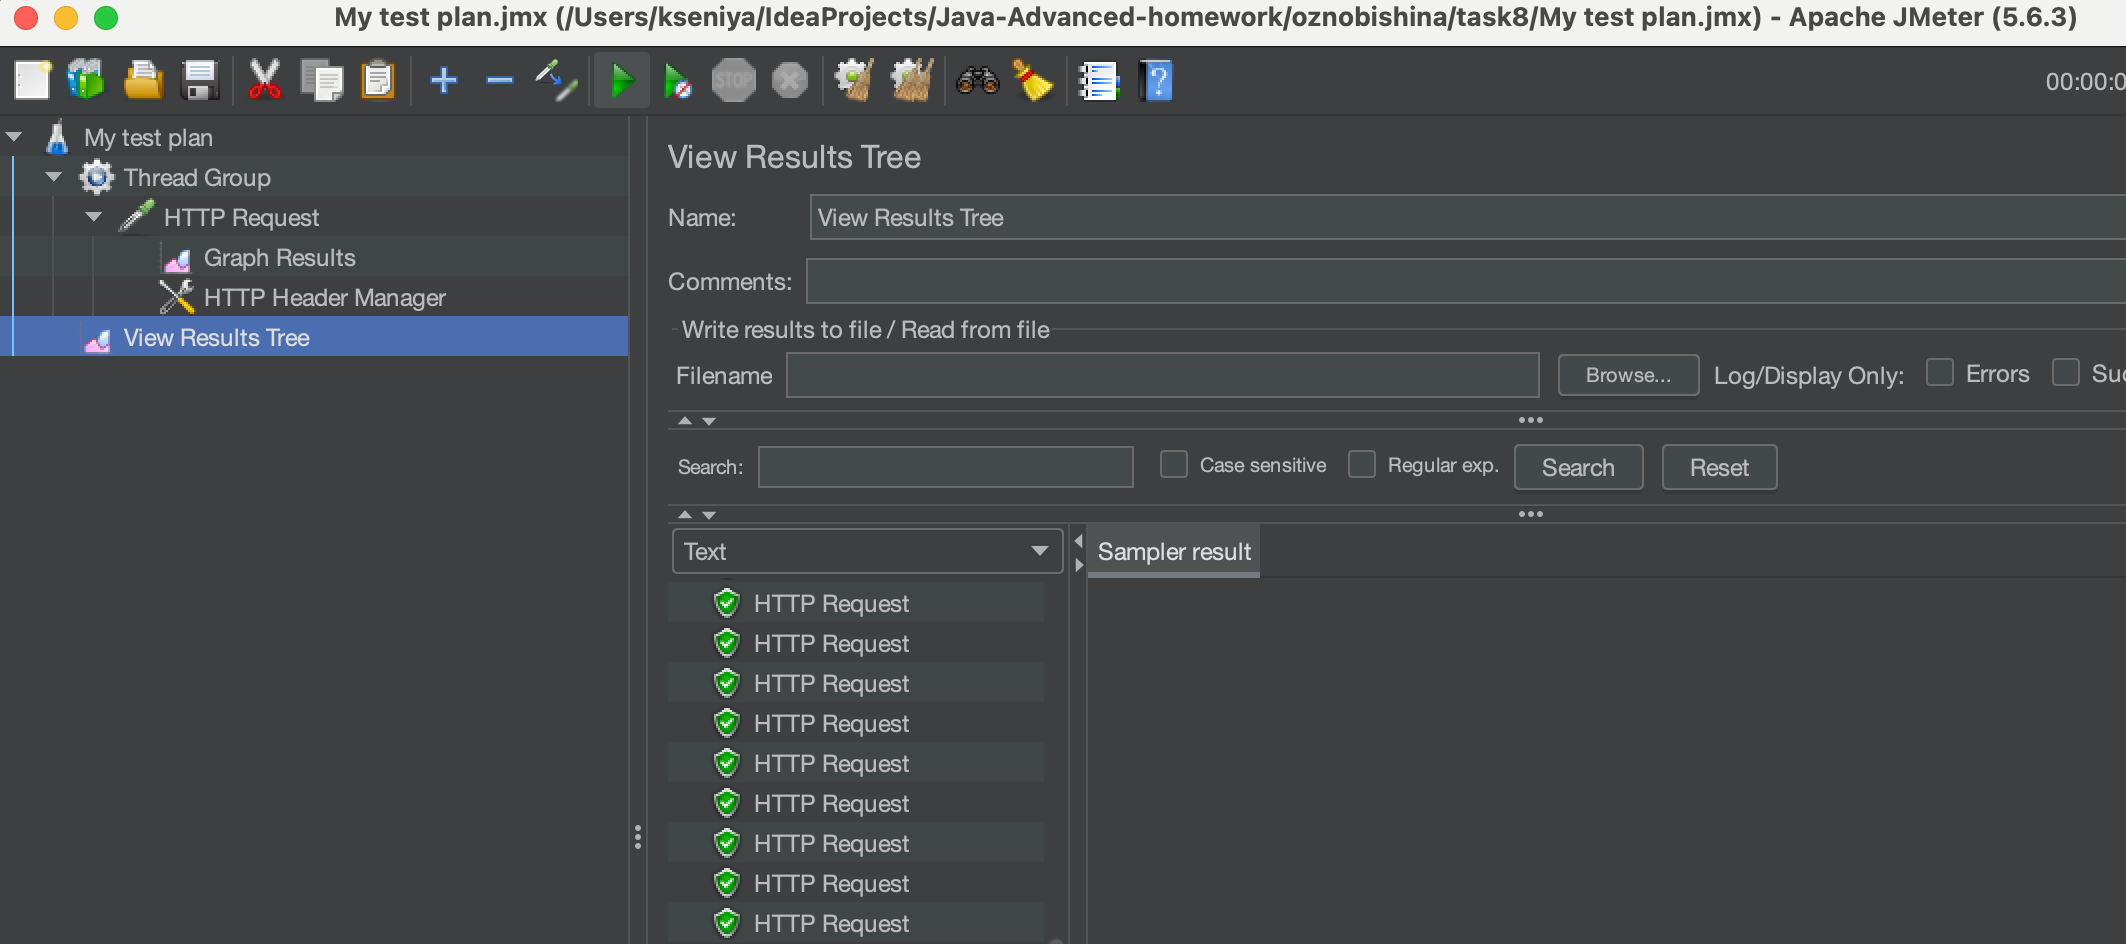 My test plan.jmx (/Users/kseniya/IdeaProjects/Java-Advanced-homework/oznobishina/task8/My test plan.jmx) - Apache JMeter (5.6.3)
STOP
00:00:0
My test plan
Thread Group
HTTP Request
Graph Results
HTTP Header Manager
View Results Tree
View Results Tree
Name: View Results Tree
Comments:
Write results to file / Read from file
Filename Browse... Log/Display Only: Errors Suc
Search: Case sensitive Regular exp. Search Reset
Text
Sampler result
HTTP Request
HTTP Request
HTTP Request
HTTP Request
HTTP Request
HTTP Request
HTTP Request
HTTP Request
HTTP Request